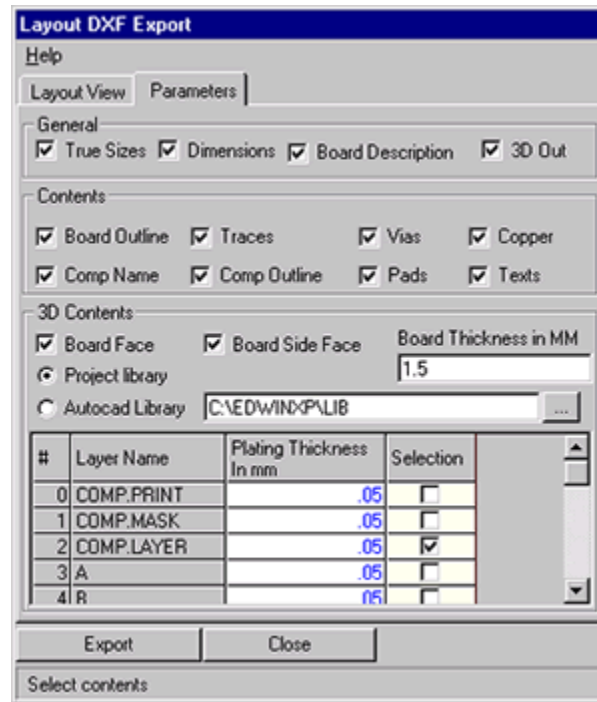 Layout DXF Export
Help
Layout View Parameters
General
True Sizes Dimensions Board Description 3D Out
Contents
Board Outline Traces Vias Copper
Comp Name Comp Outline Pads Texts
3D Contents
Board Face Board Side Face Board Thickness in MM
Project library 1.5
Autocad Library C:\EDWINXP\LIB ...
# Layer Name Plating Thickness In mm Selection
0 COMP.PRINT .05
1 COMP.MASK .05
2 COMP.LAYER .05
3 A .05
4 B .05
Export Close
Select contents